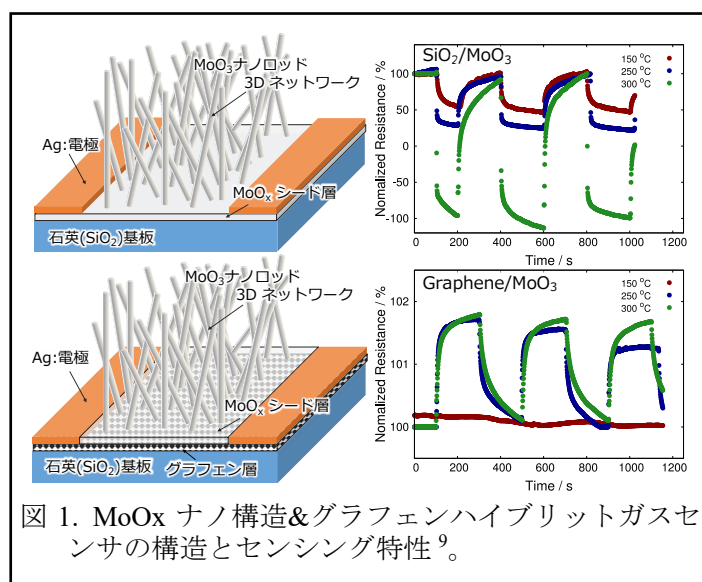 MoO₃ナノロッド
3D ネットワーク
Ag:電極
MoOₓ シード層
石英(SiO₂)基板
SiO₂/MoO₃
150 °C
250 °C
300 °C
Normalized Resistance / %
100
50
0
-50
-100
0 200 400 600 800 1000 1200
Time / s
MoO₃ナノロッド
3D ネットワーク
Ag:電極
MoOₓ シード層
石英(SiO₂)基板
グラフェン層
Graphene/MoO₃
150 °C
250 °C
300 °C
Normalized Resistance / %
102
101
100
0 200 400 600 800 1000 1200
Time / s
図 1. MoOx ナノ構造&グラフェンハイブリットガスセ
ンサの構造とセンシング特性⁹。